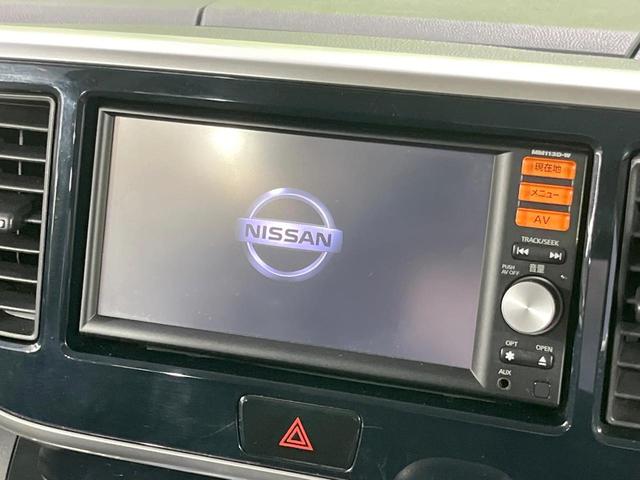 MM113D-W
現在地
メニュー
AV
TRACK/SEEK
NISSAN
PUSH
AV OFF
音量
OPT
OPEN
AUX